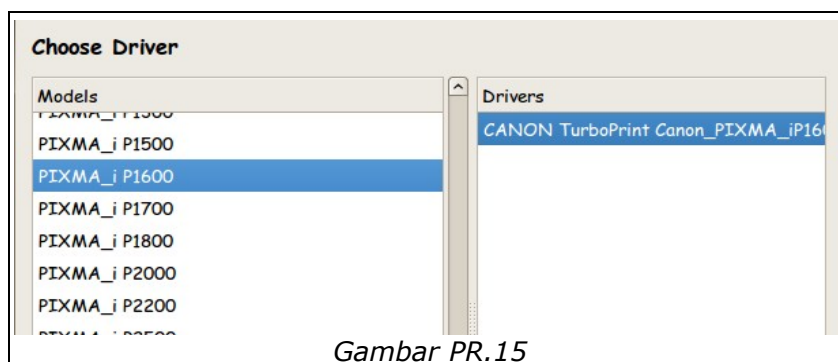 Choose Driver
Models
PIXMA_i P1500
PIXMA_i P1600
PIXMA_i P1700
PIXMA_i P1800
PIXMA_i P2000
PIXMA_i P2200
Drivers
CANON TurboPrint Canon_PIXMA_iP16
Gambar PR.15